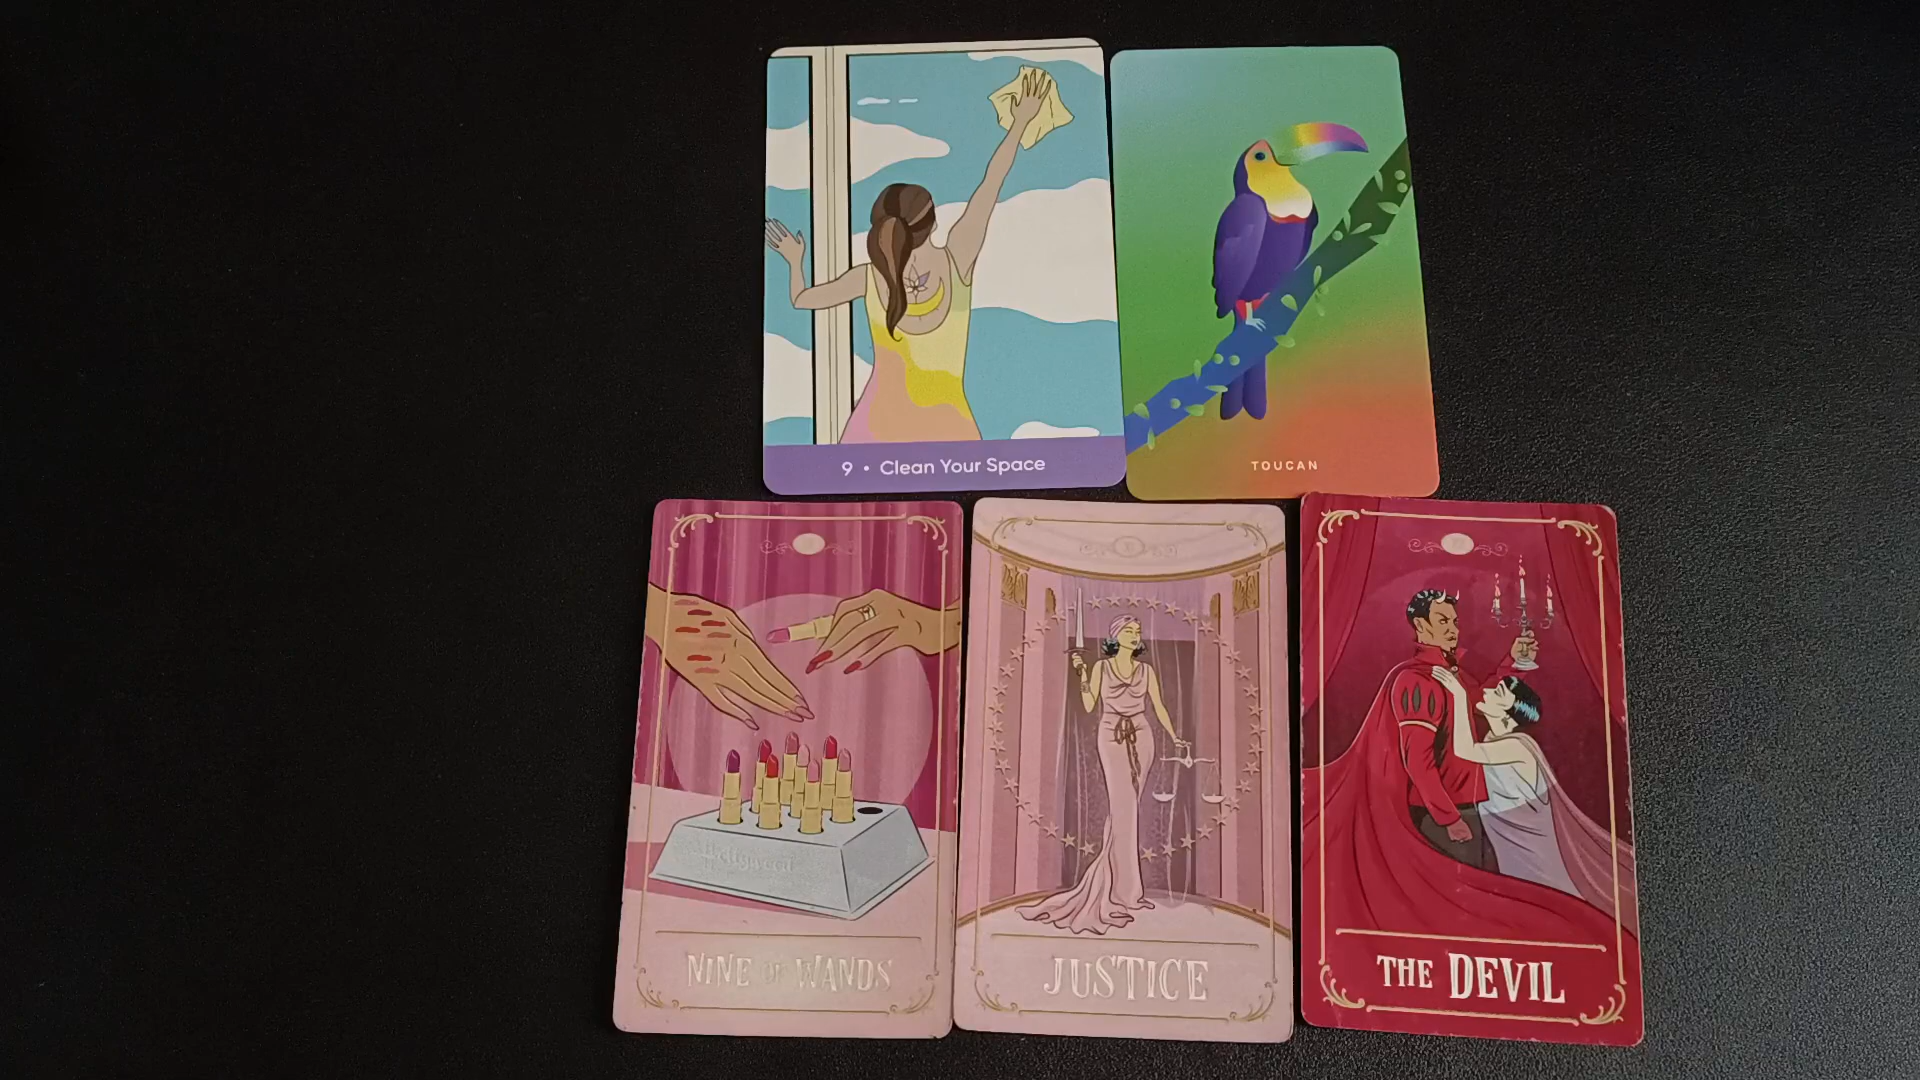 9 • Clean Your Space
TOUCAN
NINE OF WANDS
JUSTICE
THE DEVIL